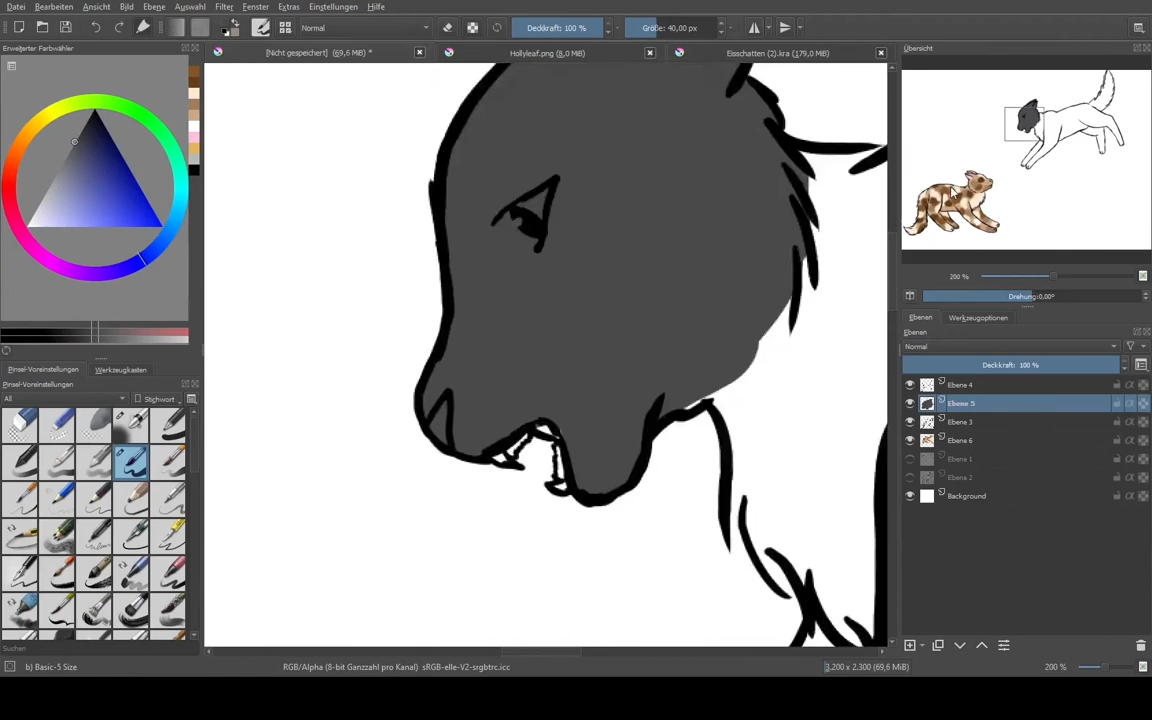 Datei Bearbeiten Ansicht Bild Ebene Auswahl Filter Fenster Extras Einstellungen Hilfe
Normal Deckkraft: 100 % Größe: 40,00 px
Erweiterter Farbwähler
[Nicht gespeichert] (69,6 MiB) *
Hollyleaf.png (8,0 MiB)
Eisschatten (2).kra (179,0 MiB)
Übersicht
200 %
Drehung:0,00°
Ebenen Werkzeugoptionen
Ebenen
Normal
Deckkraft: 100 %
Ebene 4
Ebene 5
Ebene 3
Ebene 6
Ebene 1
Ebene 2
Background
Pinsel-Voreinstellungen Werkzeugkasten
Pinsel-Voreinstellungen
All Stichwort
Suchen
b) Basic-5 Size
RGB/Alpha (8-bit Ganzzahl pro Kanal) sRGB-elle-V2-srgbtrc.icc
3.200 x 2.300 (69,6 MiB)
200 %